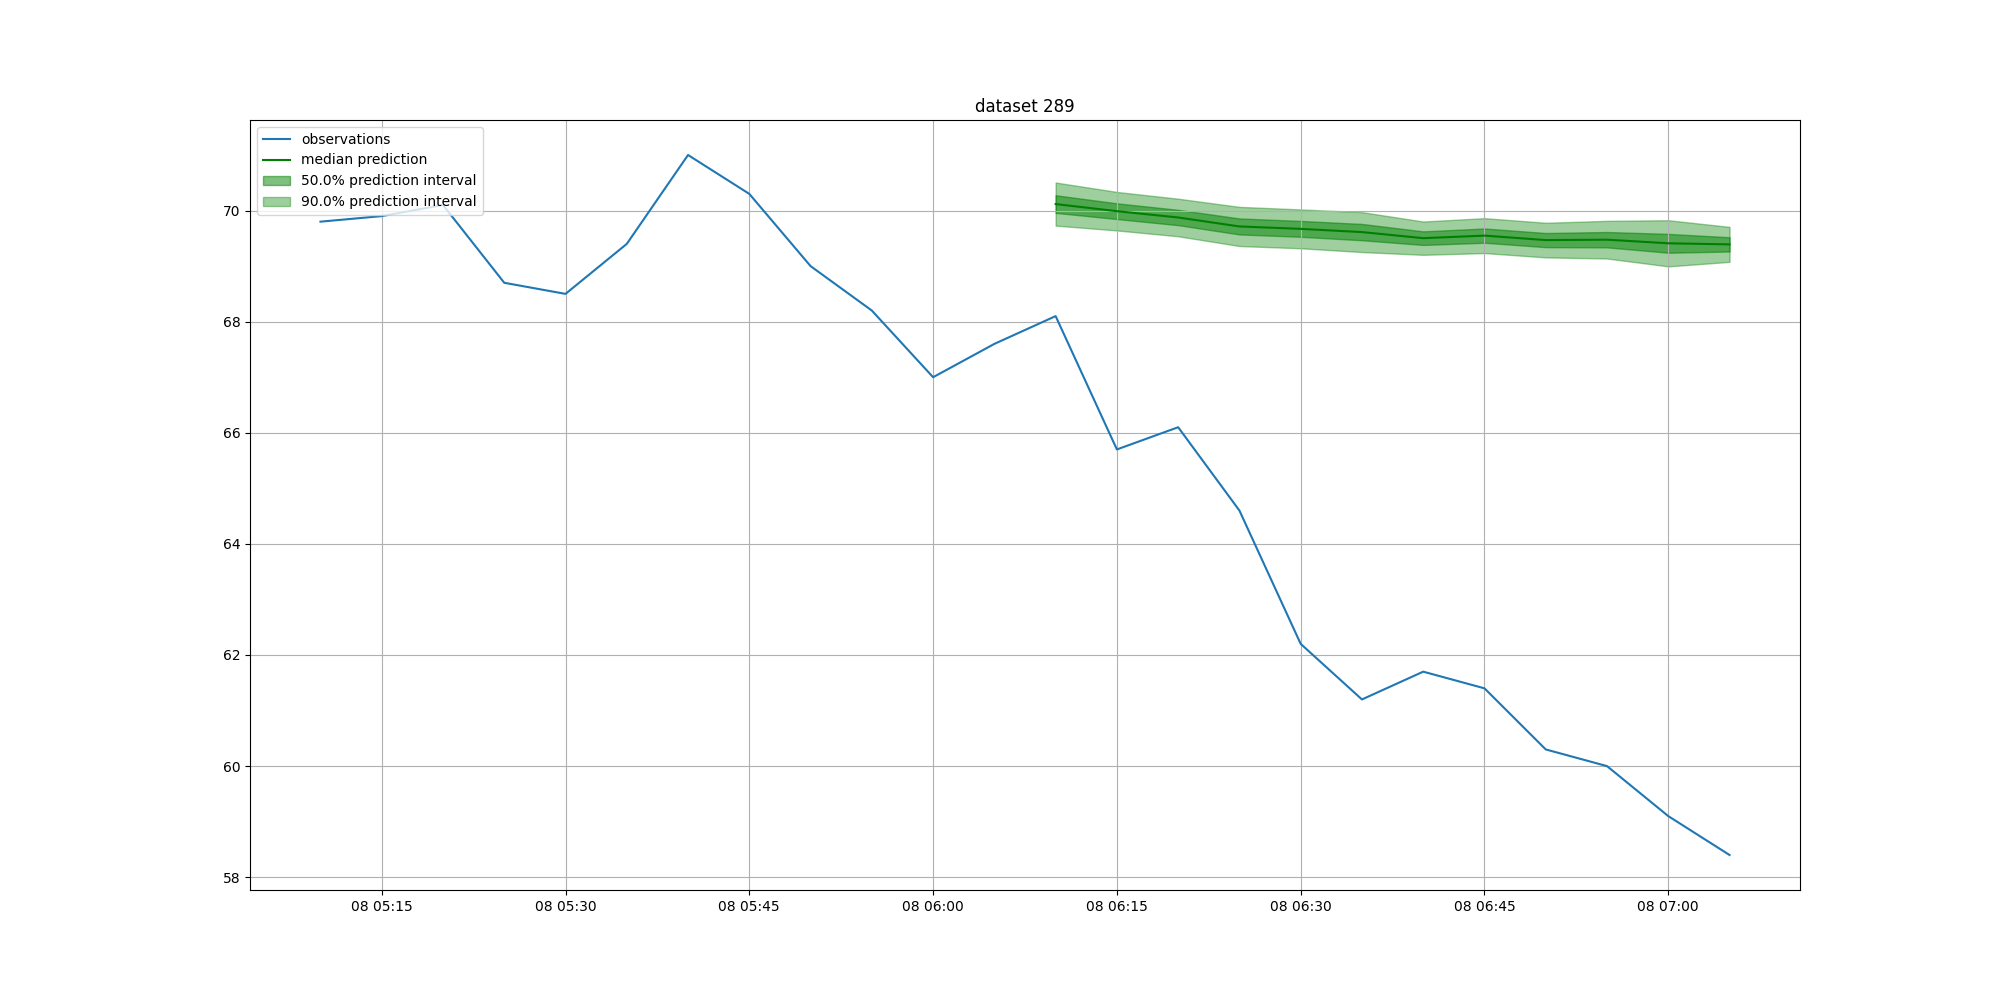 dataset 289
observations
median prediction
50.0% prediction interval
90.0% prediction interval
70
68
66
64
62
60
58
08 05:15 08 05:30 08 05:45 08 06:00 08 06:15 08 06:30 08 06:45 08 07:00